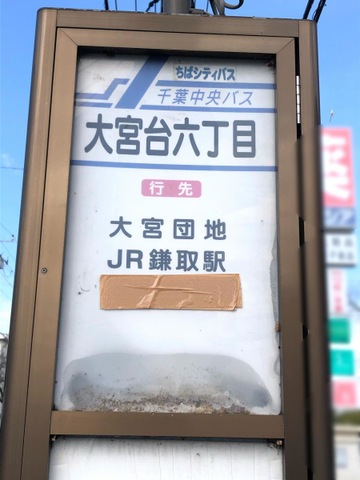 ちばシティバス
千葉中央バス
大宮台六丁目
行先
大宮団地
JR鎌取駅